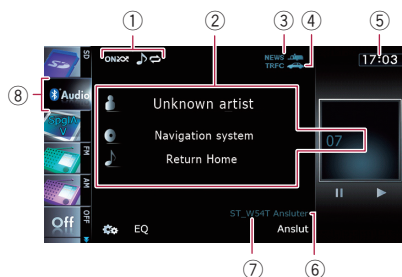 ① ② ③ ④ ⑤
SD
ON
NEWS
TRFC
17:03
⑧
Audio
Unknown artist
SpgIA
V
Navigation system
07
FM
Return Home
AM
ST_W54T Ansluter
Off
OFF
EQ
Anslut
⑦ ⑥